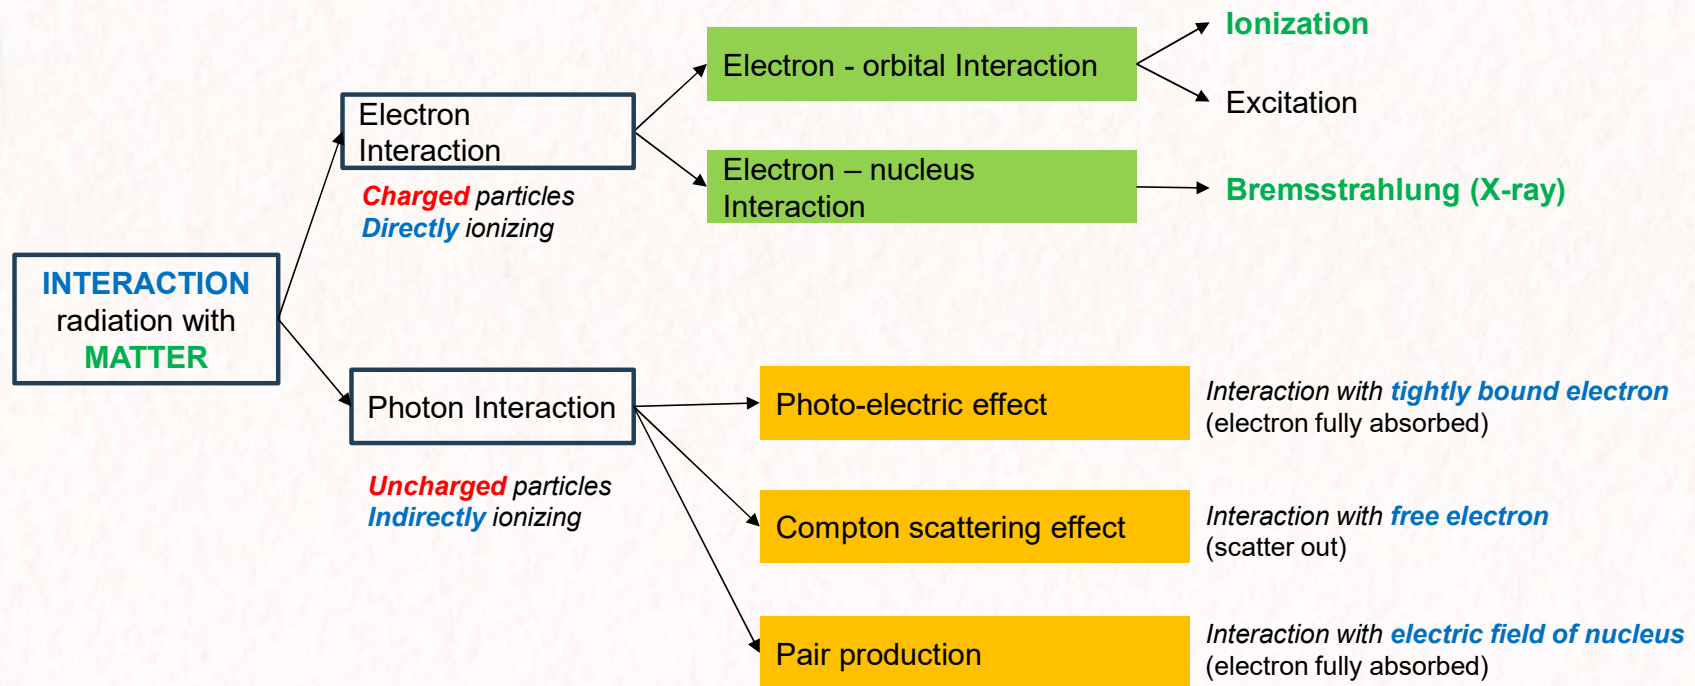 INTERACTION
radiation with
MATTER
Electron
Interaction
Charged particles
Directly ionizing
Electron - orbital Interaction
Ionization
Excitation
Electron – nucleus
Interaction
Bremsstrahlung (X-ray)
Photon Interaction
Uncharged particles
Indirectly ionizing
Photo-electric effect
Interaction with tightly bound electron
(electron fully absorbed)
Compton scattering effect
Interaction with free electron
(scatter out)
Pair production
Interaction with electric field of nucleus
(electron fully absorbed)